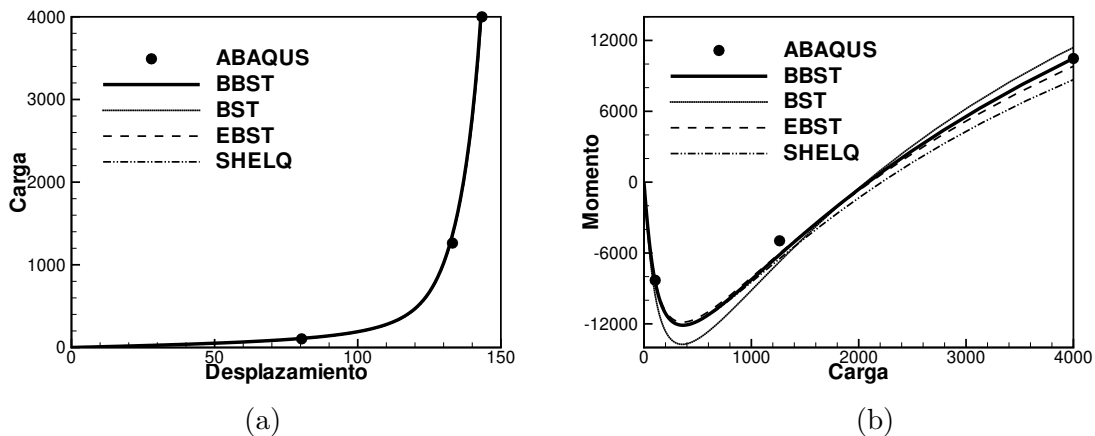 4000
3000
2000
1000
0
Carga
ABAQUS
BBST
BST
EBST
SHELQ
0
50
100
150
Desplazamiento
(a)
12000
6000
0
-6000
-12000
Momento
ABAQUS
BBST
BST
EBST
SHELQ
0
1000
2000
3000
4000
Carga
(b)